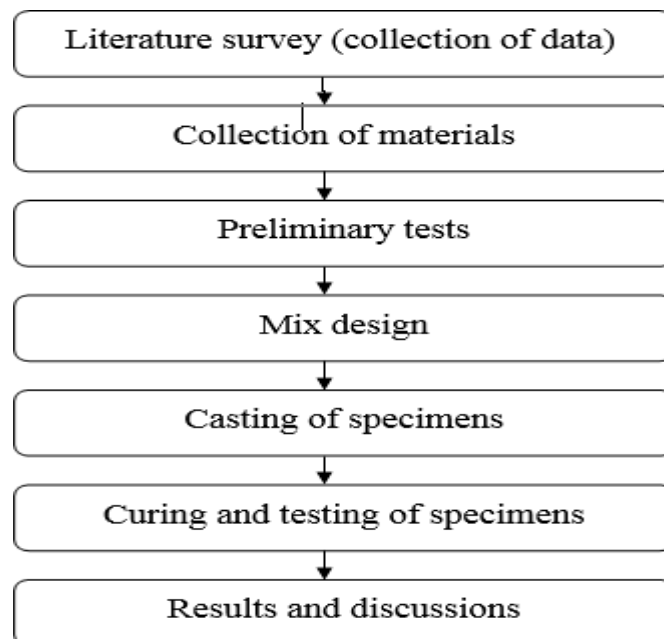 Literature survey (collection of data)
Collection of materials
Preliminary tests
Mix design
Casting of specimens
Curing and testing of specimens
Results and discussions